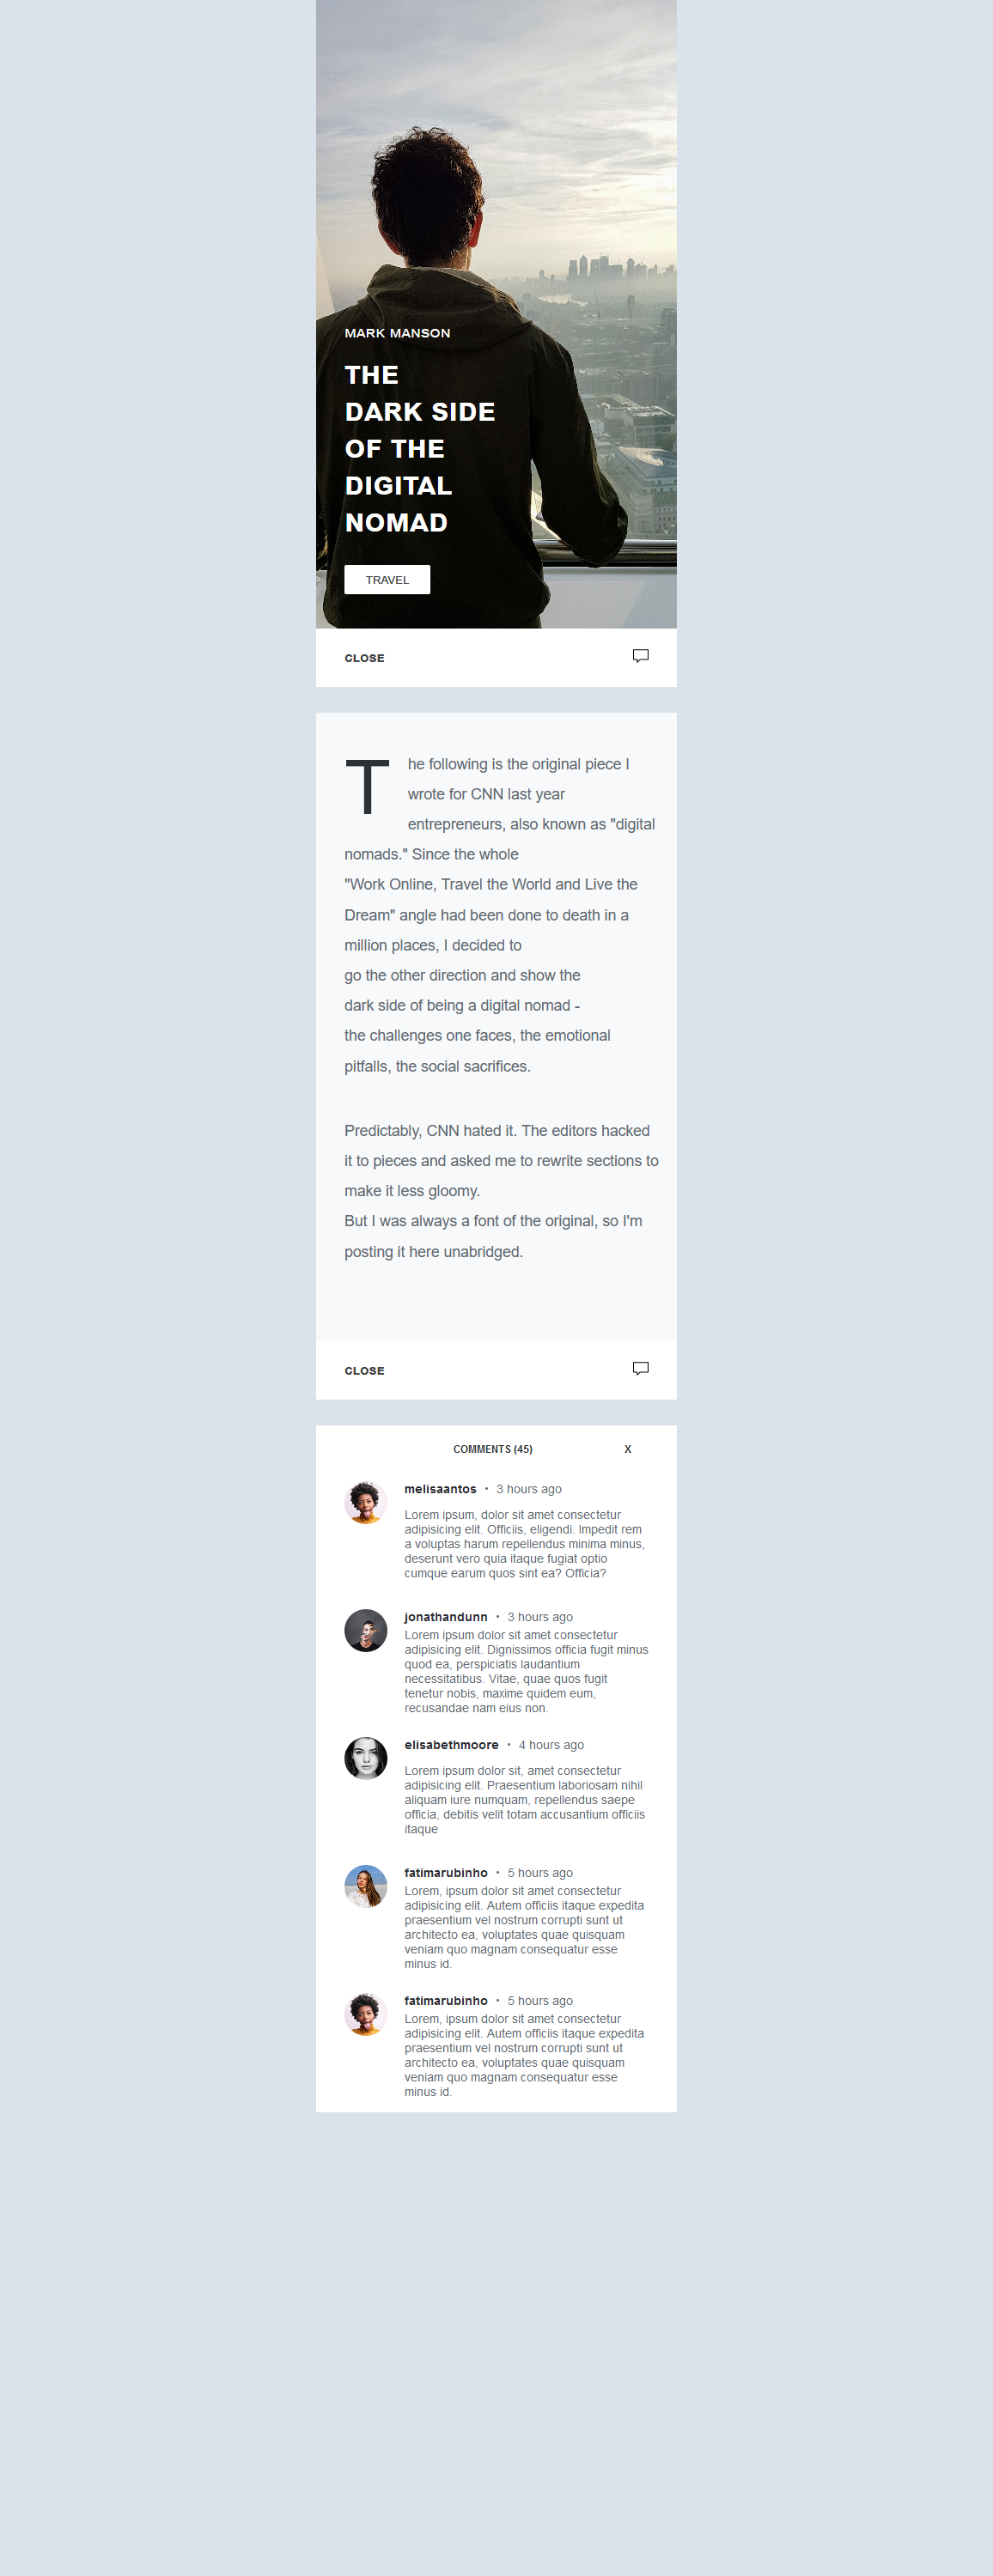 MARK MANSON
THE
DARK SIDE
OF THE
DIGITAL
NOMAD
TRAVEL
CLOSE
The following is the original piece I
wrote for CNN last year
entrepreneurs, also known as "digital
nomads." Since the whole
"Work Online, Travel the World and Live the
Dream" angle had been done to death in a
million places, I decided to
go the other direction and show the
dark side of being a digital nomad -
the challenges one faces, the emotional
pitfalls, the social sacrifices.
Predictably, CNN hated it. The editors hacked
it to pieces and asked me to rewrite sections to
make it less gloomy.
But I was always a font of the original, so I'm
posting it here unabridged.
CLOSE
COMMENTS (45) X
melisaantos • 3 hours ago
Lorem ipsum, dolor sit amet consectetur
adipisicing elit. Officiis, eligendi. Impedit rem
a voluptas harum repellendus minima minus,
deserunt vero quia itaque fugiat optio
cumque earum quos sint ea? Officia?
jonathandunn • 3 hours ago
Lorem ipsum dolor sit amet consectetur
adipisicing elit. Dignissimos officia fugit minus
quod ea, perspiciatis laudantium
necessitatibus. Vitae, quae quos fugit
tenetur nobis, maxime quidem eum,
recusandae nam eius non.
elisabethmoore • 4 hours ago
Lorem ipsum dolor sit, amet consectetur
adipisicing elit. Praesentium laboriosam nihil
aliquam iure numquam, repellendus saepe
officia, debitis velit totam accusantium officiis
itaque
fatimarubinho • 5 hours ago
Lorem, ipsum dolor sit amet consectetur
adipisicing elit. Autem officiis itaque expedita
praesentium vel nostrum corrupti sunt ut
architecto ea, voluptates quae quisquam
veniam quo magnam consequatur esse
minus id.
fatimarubinho • 5 hours ago
Lorem, ipsum dolor sit amet consectetur
adipisicing elit. Autem officiis itaque expedita
praesentium vel nostrum corrupti sunt ut
architecto ea, voluptates quae quisquam
veniam quo magnam consequatur esse
minus id.